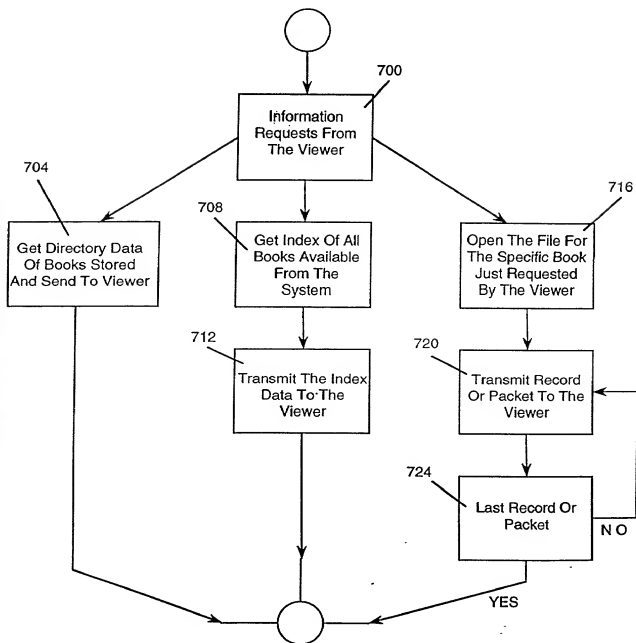 700
Information
Requests From
The Viewer
704
Get Directory Data
Of Books Stored
And Send To Viewer
708
Get Index Of All
Books Available
From The
System
716
Open The File For
The Specific Book
Just Requested
By The Viewer
712
Transmit The Index
Data To The
Viewer
720
Transmit Record
Or Packet To The
Viewer
724
Last Record Or
Packet
NO
YES